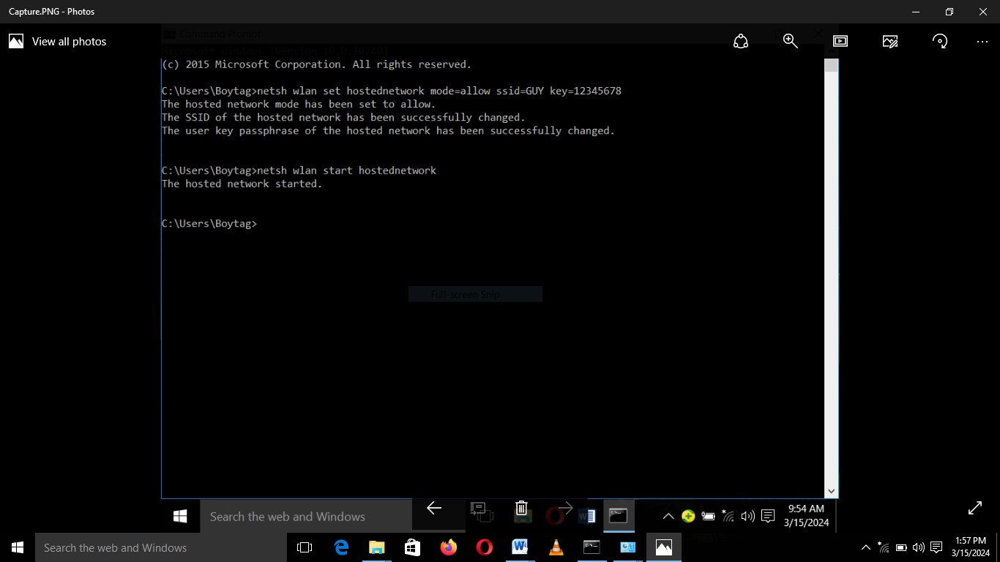 Capture.PNG - Photos
View all photos
Command Prompt
(c) 2015 Microsoft Corporation. All rights reserved.
C:\Users\Boytag>netsh wlan set hostednetwork mode=allow ssid=GUY key=12345678
The hosted network mode has been set to allow.
The SSID of the hosted network has been successfully changed.
The user key passphrase of the hosted network has been successfully changed.
C:\Users\Boytag>netsh wlan start hostednetwork
The hosted network started.
C:\Users\Boytag>
Full-screen Snip
Search the web and Windows
9:54 AM
3/15/2024
Search the web and Windows
1:57 PM
3/15/2024